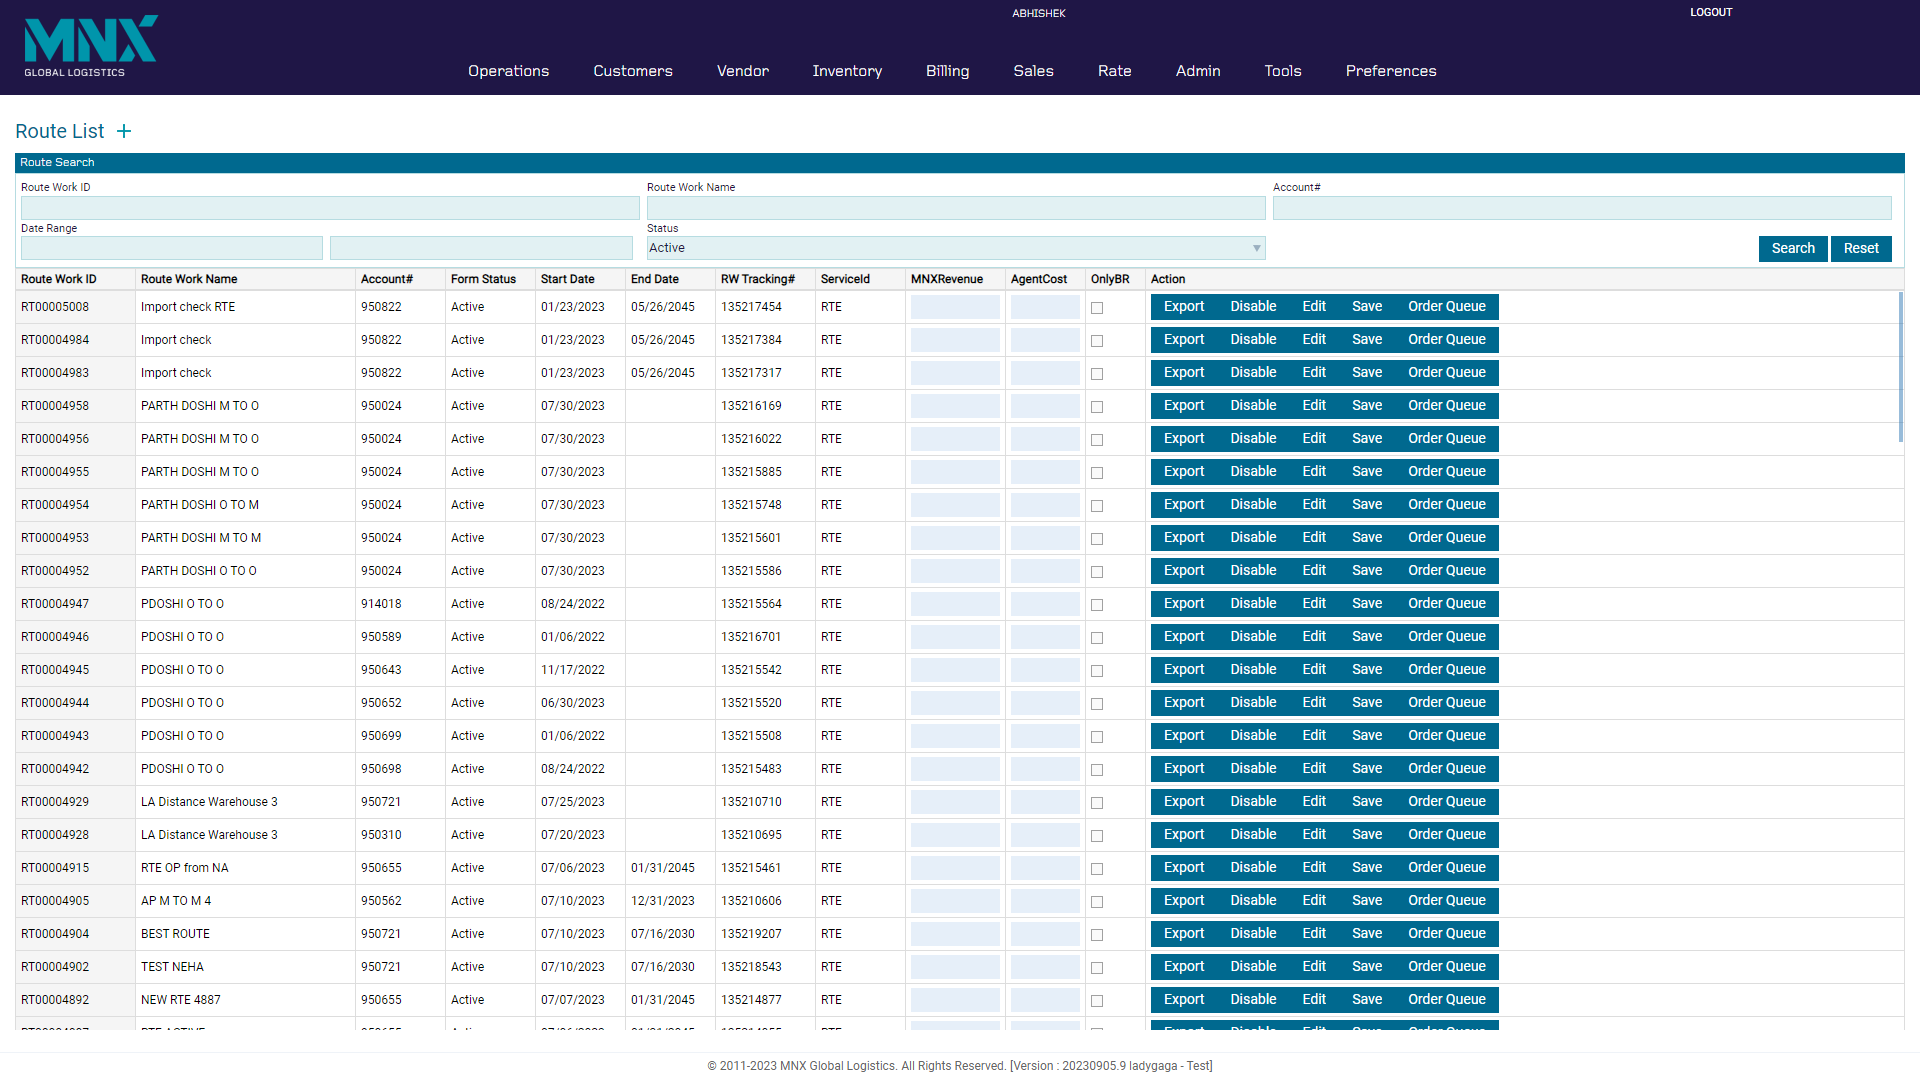 MNX
GLOBAL LOGISTICS
ABHISHEK
LOGOUT
Operations Customers Vendor Inventory Billing Sales Rate Admin Tools Preferences
Route List +
Route Search
Route Work ID Route Work Name Account#
Date Range Status
Active
Search Reset
Route Work ID Route Work Name Account# Form Status Start Date End Date RW Tracking# ServiceId MNXRevenue AgentCost OnlyBR Action
RT00005008 Import check RTE 950822 Active 01/23/2023 05/26/2045 135217454 RTE Export Disable Edit Save Order Queue
RT00004984 Import check 950822 Active 01/23/2023 05/26/2045 135217384 RTE Export Disable Edit Save Order Queue
RT00004983 Import check 950822 Active 01/23/2023 05/26/2045 135217317 RTE Export Disable Edit Save Order Queue
RT00004958 PARTH DOSHI M TO O 950024 Active 07/30/2023 135216169 RTE Export Disable Edit Save Order Queue
RT00004956 PARTH DOSHI M TO O 950024 Active 07/30/2023 135216022 RTE Export Disable Edit Save Order Queue
RT00004955 PARTH DOSHI M TO O 950024 Active 07/30/2023 135215885 RTE Export Disable Edit Save Order Queue
RT00004954 PARTH DOSHI O TO M 950024 Active 07/30/2023 135215748 RTE Export Disable Edit Save Order Queue
RT00004953 PARTH DOSHI M TO M 950024 Active 07/30/2023 135215601 RTE Export Disable Edit Save Order Queue
RT00004952 PARTH DOSHI O TO O 950024 Active 07/30/2023 135215586 RTE Export Disable Edit Save Order Queue
RT00004947 PDOSHI O TO O 914018 Active 08/24/2022 135215564 RTE Export Disable Edit Save Order Queue
RT00004946 PDOSHI O TO O 950589 Active 01/06/2022 135216701 RTE Export Disable Edit Save Order Queue
RT00004945 PDOSHI O TO O 950643 Active 11/17/2022 135215542 RTE Export Disable Edit Save Order Queue
RT00004944 PDOSHI O TO O 950652 Active 06/30/2023 135215520 RTE Export Disable Edit Save Order Queue
RT00004943 PDOSHI O TO O 950699 Active 01/06/2022 135215508 RTE Export Disable Edit Save Order Queue
RT00004942 PDOSHI O TO O 950698 Active 08/24/2022 135215483 RTE Export Disable Edit Save Order Queue
RT00004929 LA Distance Warehouse 3 950721 Active 07/25/2023 135210710 RTE Export Disable Edit Save Order Queue
RT00004928 LA Distance Warehouse 3 950310 Active 07/20/2023 135210695 RTE Export Disable Edit Save Order Queue
RT00004915 RTE OP from NA 950655 Active 07/06/2023 01/31/2045 135215461 RTE Export Disable Edit Save Order Queue
RT00004905 AP M TO M 4 950562 Active 07/10/2023 12/31/2023 135210606 RTE Export Disable Edit Save Order Queue
RT00004904 BEST ROUTE 950721 Active 07/10/2023 07/16/2030 135219207 RTE Export Disable Edit Save Order Queue
RT00004902 TEST NEHA 950721 Active 07/10/2023 07/16/2030 135218543 RTE Export Disable Edit Save Order Queue
RT00004892 NEW RTE 4887 950655 Active 07/07/2023 01/31/2045 135214877 RTE Export Disable Edit Save Order Queue
© 2011-2023 MNX Global Logistics. All Rights Reserved. [Version : 20230905.9 ladygaga - Test]